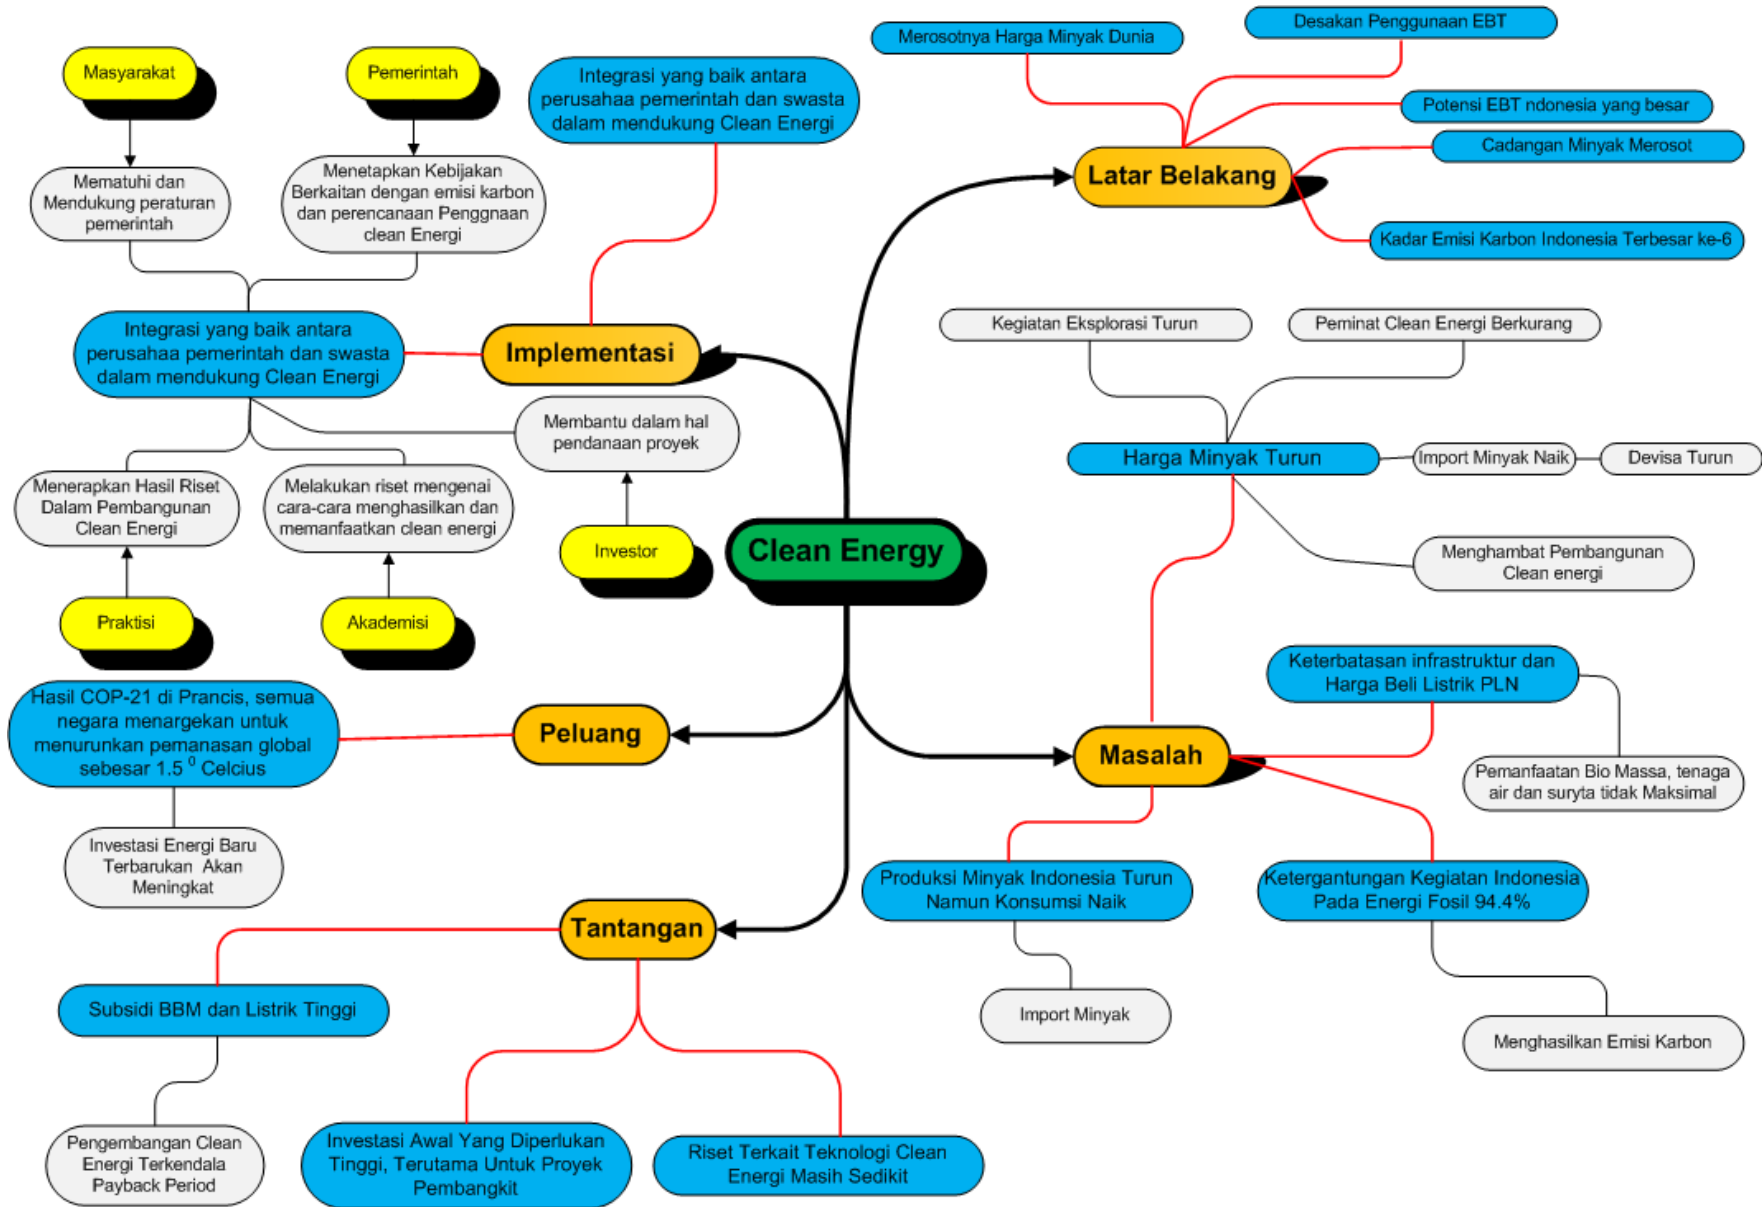 Merosotnya Harga Minyak Dunia
Desakan Penggunaan EBT
Potensi EBT ndonesia yang besar
Cadangan Minyak Merosot
Latar Belakang
Kadar Emisi Karbon Indonesia Terbesar ke-6
Masyarakat
Pemerintah
Integrasi yang baik antara
perusahaa pemerintah dan swasta
dalam mendukung Clean Energi
Mematuhi dan
Mendukung peraturan
pemerintah
Menetapkan Kebijakan
Berkaitan dengan emisi karbon
dan perencanaan Penggnaan
clean Energi
Integrasi yang baik antara
perusahaa pemerintah dan swasta
dalam mendukung Clean Energi
Implementasi
Membantu dalam hal
pendanaan proyek
Menerapkan Hasil Riset
Dalam Pembangunan
Clean Energi
Melakukan riset mengenai
cara-cara menghasilkan dan
memanfaatkan clean energi
Investor
Praktisi
Akademisi
Clean Energy
Kegiatan Eksplorasi Turun
Peminat Clean Energi Berkurang
Harga Minyak Turun
Import Minyak Naik
Devisa Turun
Menghambat Pembangunan
Clean energi
Keterbatasan infrastruktur dan
Harga Beli Listrik PLN
Masalah
Pemanfaatan Bio Massa, tenaga
air dan suryta tidak Maksimal
Produksi Minyak Indonesia Turun
Namun Konsumsi Naik
Ketergantungan Kegiatan Indonesia
Pada Energi Fosil 94.4%
Import Minyak
Menghasilkan Emisi Karbon
Hasil COP-21 di Prancis, semua
negara menargekan untuk
menurunkan pemanasan global
sebesar 1.5 ⁰ Celcius
Peluang
Investasi Energi Baru
Terbarukan Akan
Meningkat
Tantangan
Subsidi BBM dan Listrik Tinggi
Pengembangan Clean
Energi Terkendala
Payback Period
Investasi Awal Yang Diperlukan
Tinggi, Terutama Untuk Proyek
Pembangkit
Riset Terkait Teknologi Clean
Energi Masih Sedikit